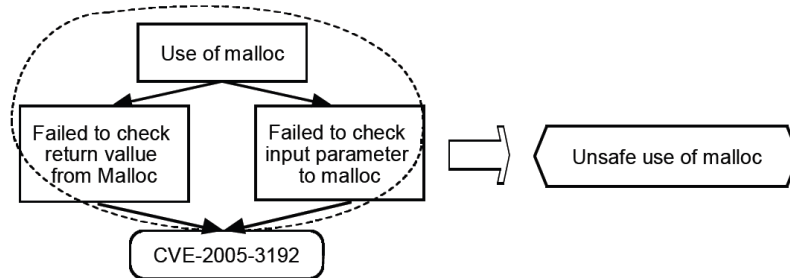 Use of malloc
Failed to check
return vallue
from Malloc
Failed to check
input parameter
to malloc
Unsafe use of malloc
CVE-2005-3192